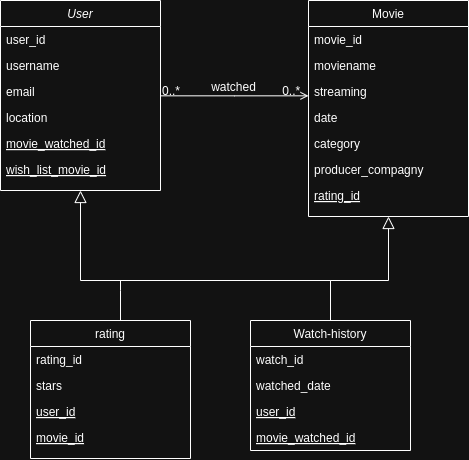 User
user_id
username
email
location
movie_watched_id
wish_list_movie_id
0..*
watched
0..*
Movie
movie_id
moviename
streaming
date
category
producer_compagny
rating_id
rating
rating_id
stars
user_id
movie_id
Watch-history
watch_id
watched_date
user_id
movie_watched_id